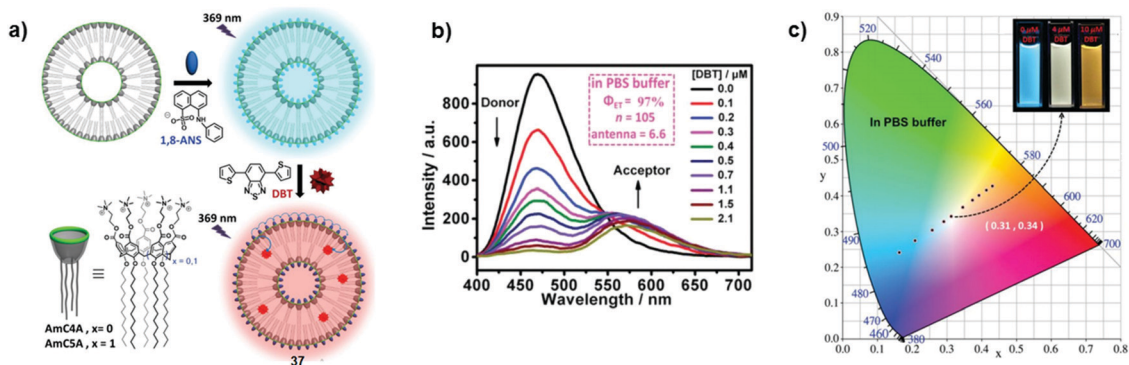 a)
369 nm
1,8-ANS
DBT
369 nm
x = 0,1
AmC4A , x= 0
AmC5A , x = 1
37
b)
[DBT] / μM
in PBS buffer
Φ_ET = 97%
n = 105
antenna = 6.6
Donor
Acceptor
0.0
0.1
0.2
0.3
0.4
0.5
0.7
1.1
1.5
2.1
Intensity / a.u.
800
600
400
200
0
400 450 500 550 600 650 700
Wavelength / nm
c)
0.9
0.8
0.7
0.6
0.5
0.4
0.3
0.2
0.1
0.0
y
520
540
560
580
600
620
700
500
490
480
470
460
380
In PBS buffer
0 μM DBT
4 μM DBT
10 μM DBT
( 0.31 , 0.34 )
0.0 0.1 0.2 0.3 0.4 0.5 0.6 0.7 0.8
x